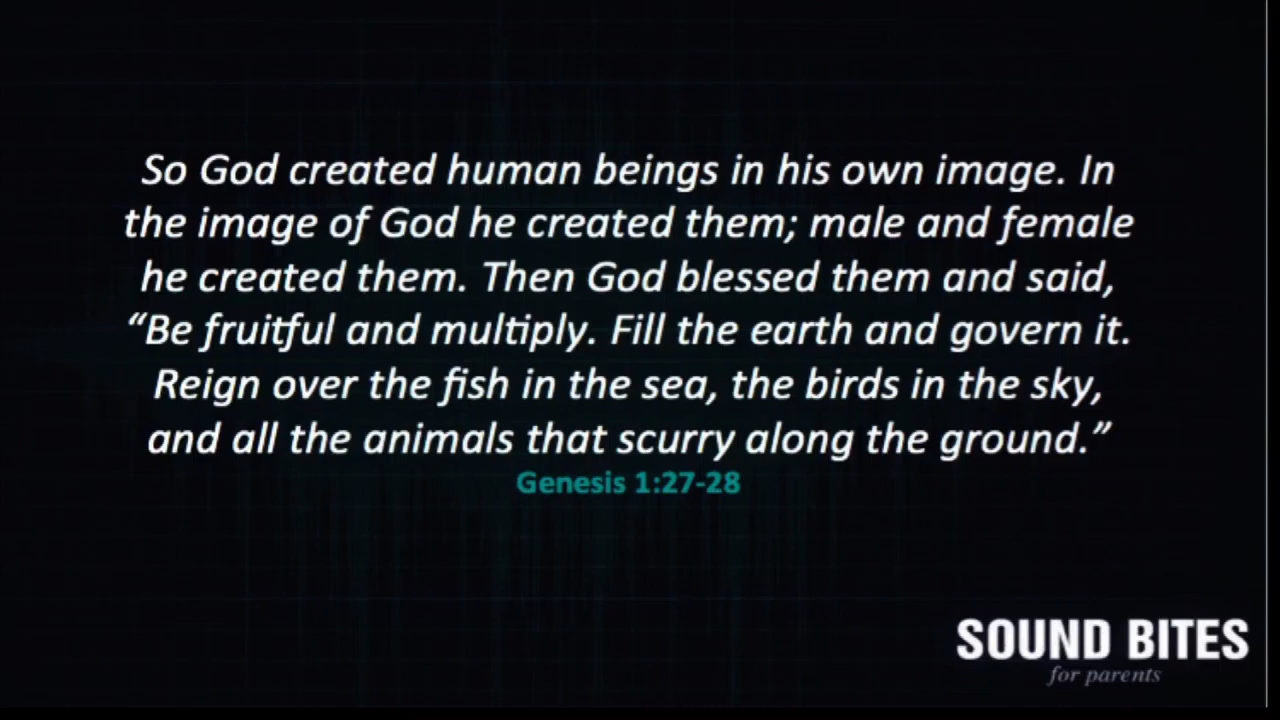 So God created human beings in his own image. In
the image of God he created them; male and female
he created them. Then God blessed them and said,
“Be fruitful and multiply. Fill the earth and govern it.
Reign over the fish in the sea, the birds in the sky,
and all the animals that scurry along the ground.”
Genesis 1:27-28
SOUND BITES
for parents